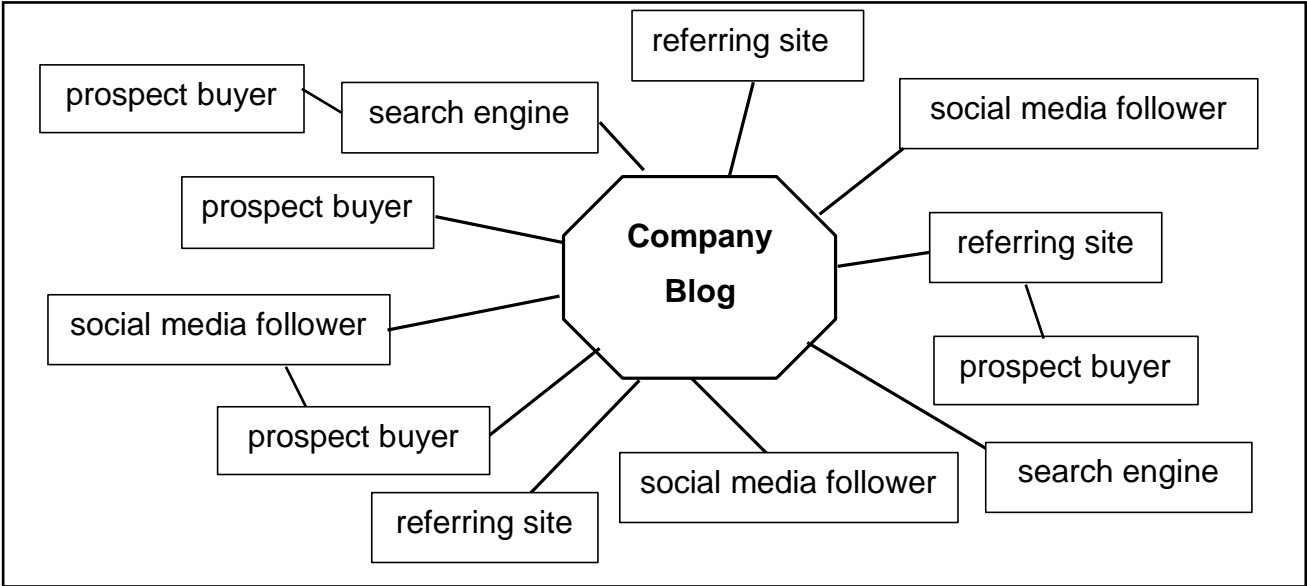 referring site
prospect buyer
search engine
social media follower
prospect buyer
Company
Blog
referring site
social media follower
prospect buyer
prospect buyer
social media follower
search engine
referring site